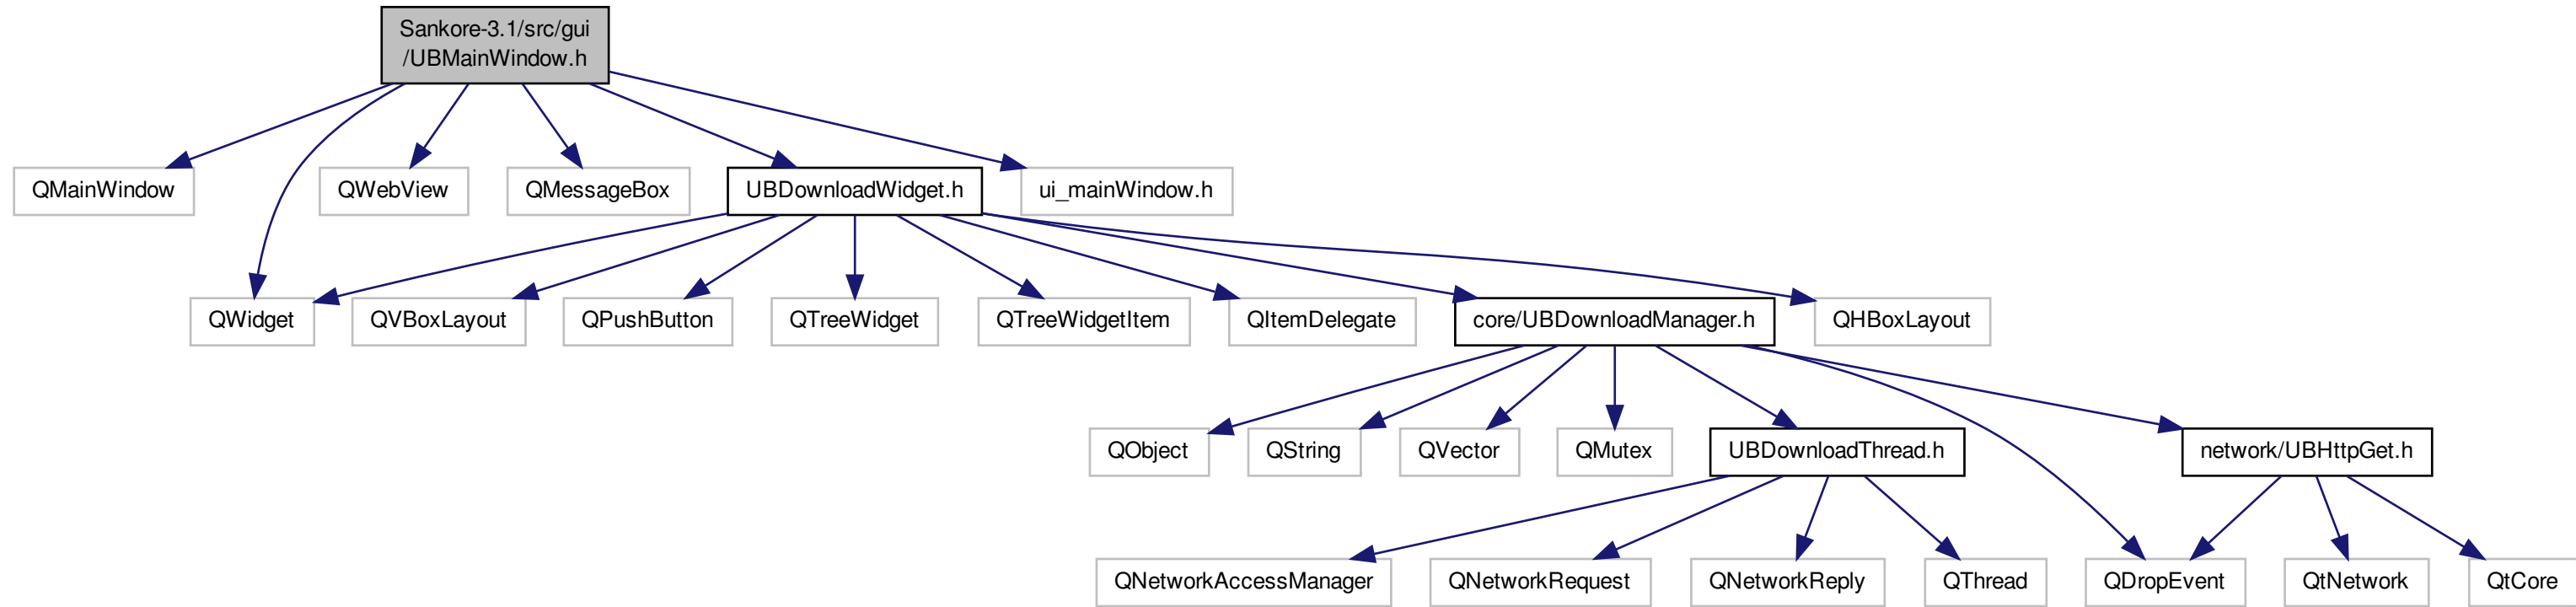 Sankore-3.1/src/gui
/UBMainWindow.h
QMainWindow
QWebView
QMessageBox
UBDownloadWidget.h
ui_mainWindow.h
QWidget
QVBoxLayout
QPushButton
QTreeWidget
QTreeWidgetItem
QItemDelegate
core/UBDownloadManager.h
QHBoxLayout
QObject
QString
QVector
QMutex
UBDownloadThread.h
network/UBHttpGet.h
QNetworkAccessManager
QNetworkRequest
QNetworkReply
QThread
QDropEvent
QtNetwork
QtCore